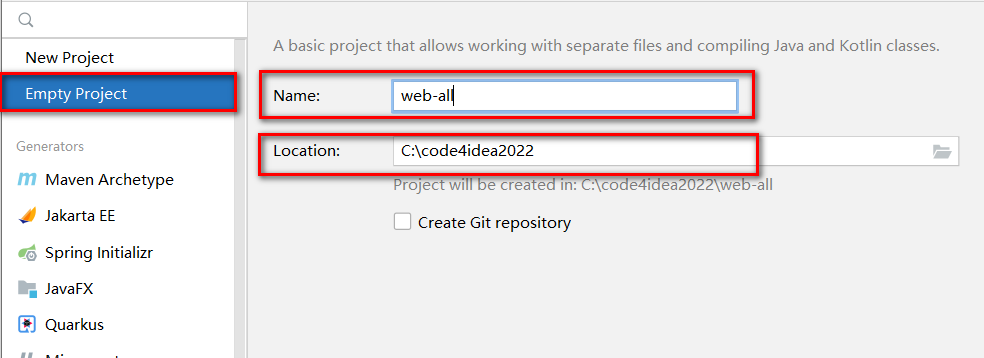 New Project
Empty Project
Generators
Maven Archetype
Jakarta EE
Spring Initializr
JavaFX
Quarkus
A basic project that allows working with separate files and compiling Java and Kotlin classes.
Name: web-all
Location: C:\code4idea2022
Project will be created in: C:\code4idea2022\web-all
Create Git repository